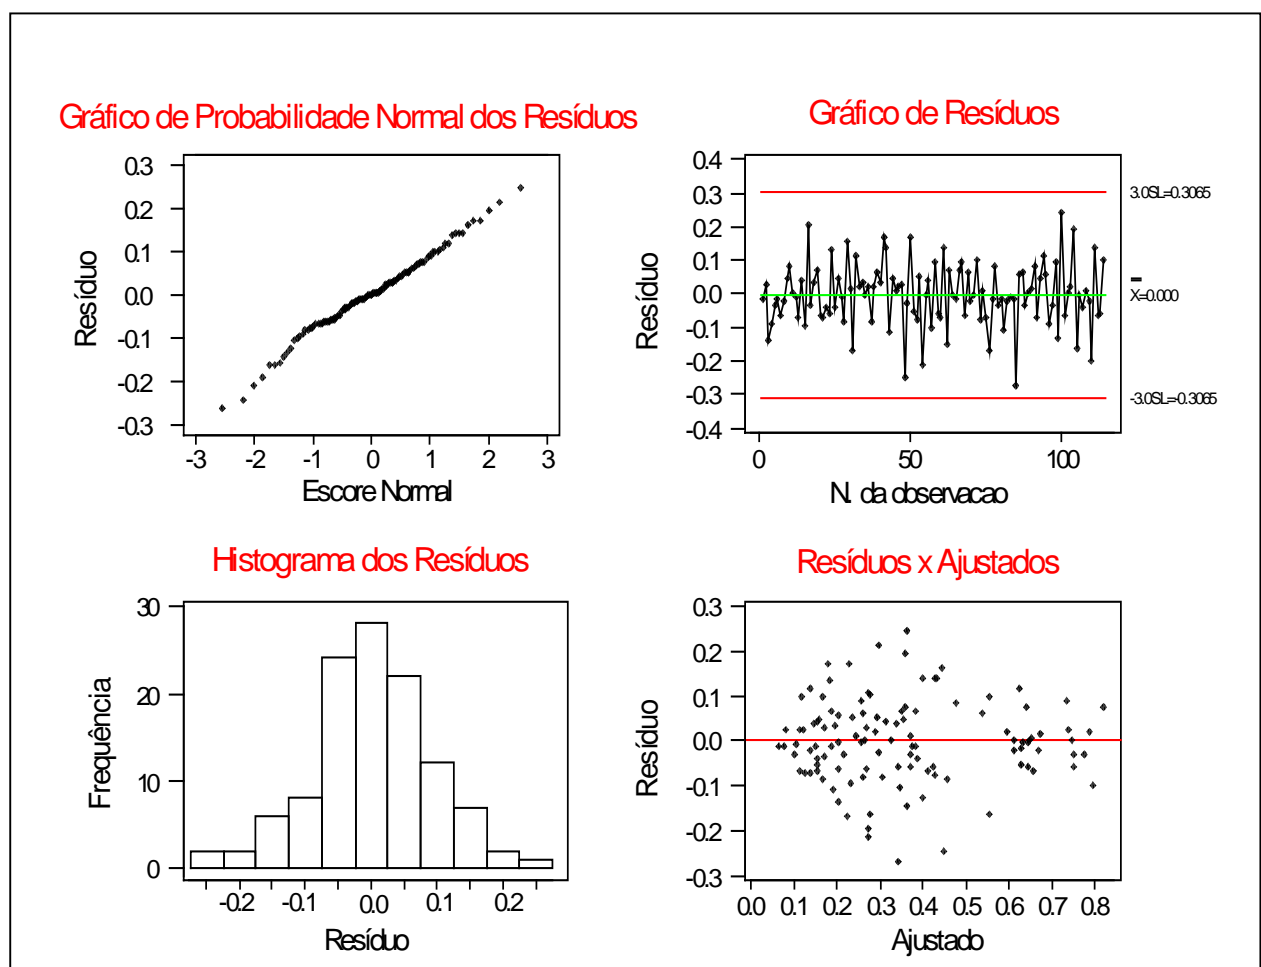 Gráfico de Probabilidade Normal dos Resíduos
0.3
0.2
0.1
0.0
-0.1
-0.2
-0.3
Resíduo
-3 -2 -1 0 1 2 3
Escore Normal
Gráfico de Resíduos
0.4
0.3
0.2
0.1
0.0
-0.1
-0.2
-0.3
-0.4
Resíduo
3.0SL=0.3065
X=0.000
-3.0SL=-0.3065
0 50 100
N. da observacao
Histograma dos Resíduos
30
20
10
0
Frequência
-0.2 -0.1 0.0 0.1 0.2
Resíduo
Resíduos x Ajustados
0.3
0.2
0.1
0.0
-0.1
-0.2
-0.3
Resíduo
0.0 0.1 0.2 0.3 0.4 0.5 0.6 0.7 0.8
Ajustado